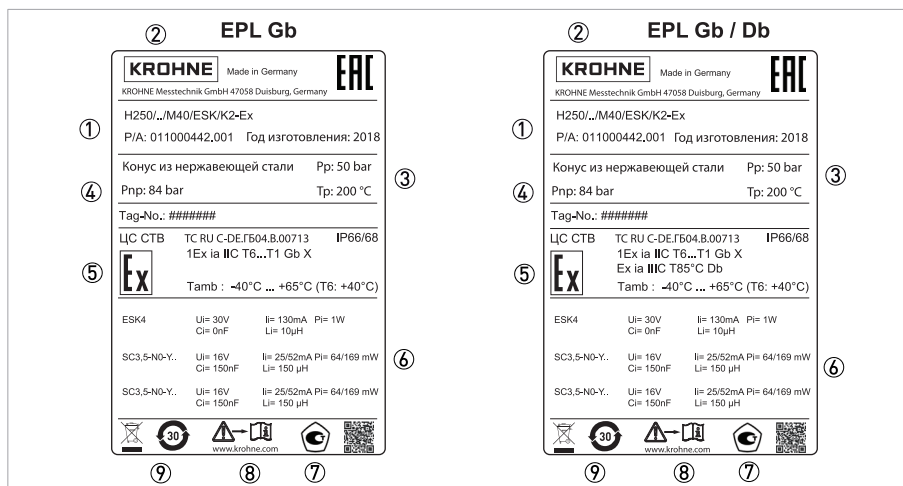 ② EPL Gb
KROHNE
Made in Germany
EAC
KROHNE Messtechnik GmbH 47058 Duisburg, Germany
H250/../M40/ESK/K2-Ex
①
P/A: 011000442.001 Год изготовления: 2018
Конус из нержавеющей стали Pp: 50 bar
③
④
Pпр: 84 bar Tp: 200 °C
Tag-No.: #######
ЦС СТВ TC RU C-DE.ГБ04.B.00713 IP66/68
1Ex ia IIC T6...T1 Gb X
⑤
Ex
Tamb : -40°C ... +65°C (T6: +40°C)
ESK4 Ui= 30V Ii= 130mA Pi= 1W
Ci= 0nF Li= 10µH
SC3,5-N0-Y.. Ui= 16V Ii= 25/52mA Pi= 64/169 mW
Ci= 150nF Li= 150 µH
⑥
SC3,5-N0-Y.. Ui= 16V Ii= 25/52mA Pi= 64/169 mW
Ci= 150nF Li= 150 µH
30
www.krohne.com
⑨ ⑧ ⑦
② EPL Gb / Db
KROHNE
Made in Germany
EAC
KROHNE Messtechnik GmbH 47058 Duisburg, Germany
H250/../M40/ESK/K2-Ex
①
P/A: 011000442.001 Год изготовления: 2018
Конус из нержавеющей стали Pp: 50 bar
③
④
Pпр: 84 bar Tp: 200 °C
Tag-No.: #######
ЦС СТВ TC RU C-DE.ГБ04.B.00713 IP66/68
1Ex ia IIC T6...T1 Gb X
Ex ia IIIC T85°C Db
⑤
Ex
Tamb : -40°C ... +65°C (T6: +40°C)
ESK4 Ui= 30V Ii= 130mA Pi= 1W
Ci= 0nF Li= 10µH
SC3,5-N0-Y.. Ui= 16V Ii= 25/52mA Pi= 64/169 mW
Ci= 150nF Li= 150 µH
⑥
SC3,5-N0-Y.. Ui= 16V Ii= 25/52mA Pi= 64/169 mW
Ci= 150nF Li= 150 µH
30
www.krohne.com
⑨ ⑧ ⑦